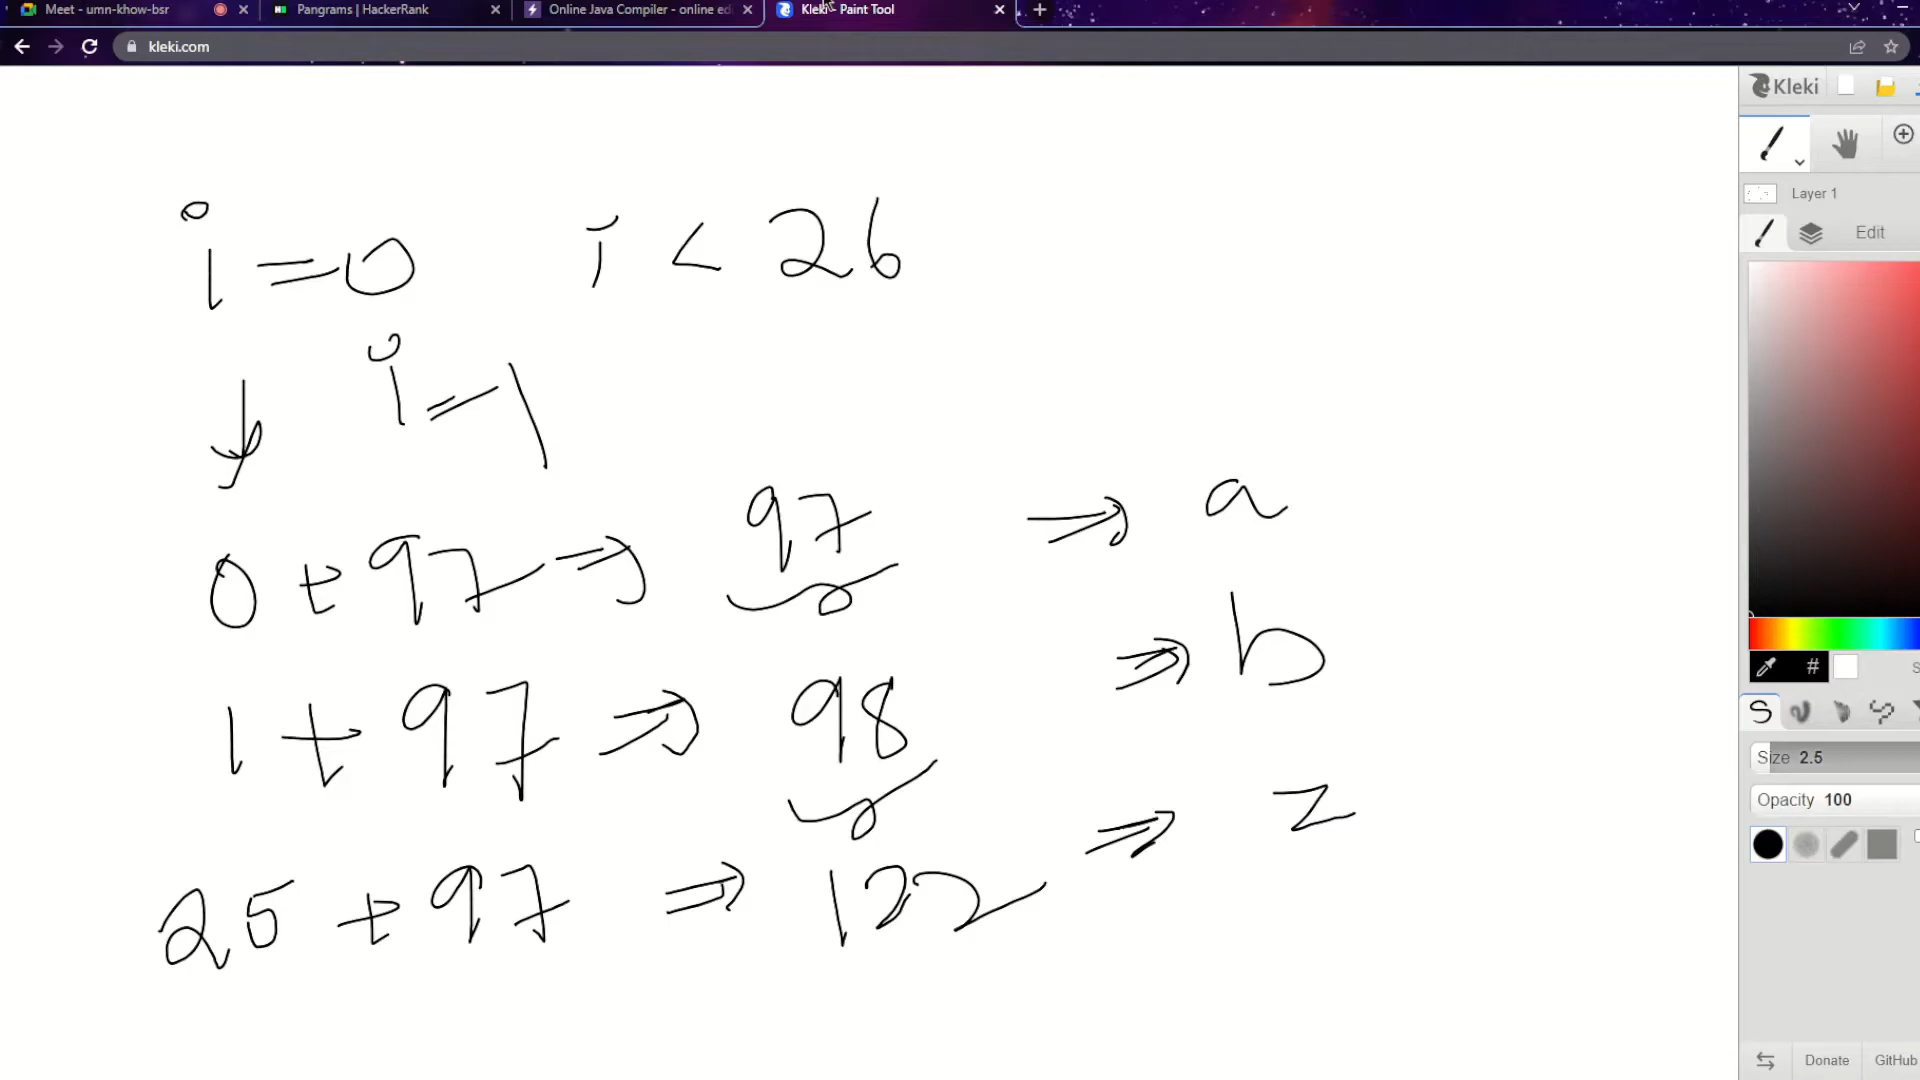 Meet - umn-khow-bsr
Pangrams | HackerRank
Online Java Compiler - online ed
Kleki - Paint Tool
kleki.com
Kleki
Layer 1
Edit
i=0 i < 26
i=1
0 + 97 ⇒ 97 ⇒ a
1 + 97 ⇒ 98 ⇒ b
25 + 97 ⇒ 122 ⇒ z
#
Size 2.5
Opacity 100
Donate
GitHub